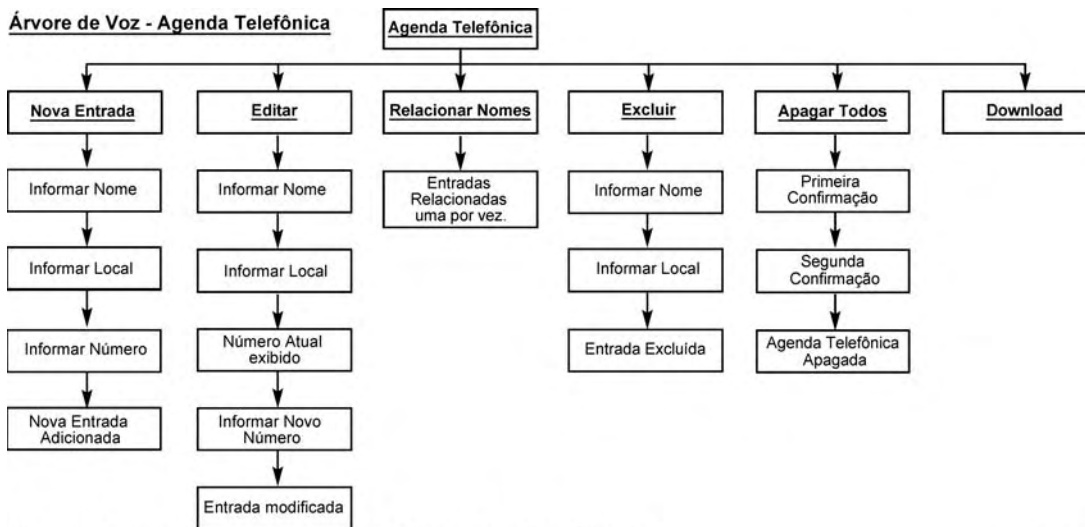 Árvore de Voz - Agenda Telefônica
Agenda Telefônica
Nova Entrada
Editar
Relacionar Nomes
Excluir
Apagar Todos
Download
Informar Nome
Informar Local
Informar Número
Nova Entrada
Adicionada
Informar Nome
Informar Local
Número Atual
exibido
Informar Novo
Número
Entrada modificada
Entradas
Relacionadas
uma por vez.
Informar Nome
Informar Local
Entrada Excluída
Primeira
Confirmação
Segunda
Confirmação
Agenda Telefônica
Apagada